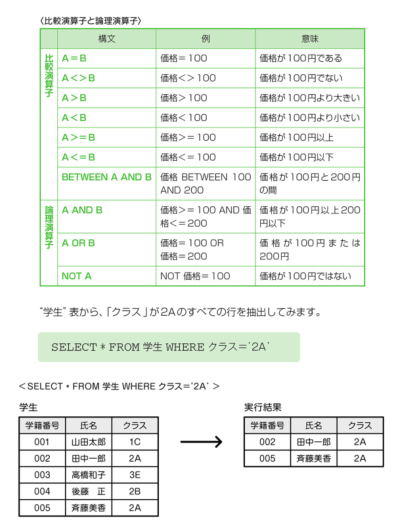 〈比較演算子と論理演算子〉
構文 例 意味
比較演算子
A=B 価格=100 価格が100円である
A<>B 価格<>100 価格が100円でない
A>B 価格>100 価格が100円より大きい
A<B 価格<100 価格が100円より小さい
A>=B 価格>=100 価格が100円以上
A<=B 価格<=100 価格が100円以下
BETWEEN A AND B 価格 BETWEEN 100 価格が100円と200円
AND 200 の間
論理演算子
A AND B 価格>=100 AND 価 価格が100円以上200
格<=200 円以下
A OR B 価格=100 OR 価格が100円または
価格=200 200円
NOT A NOT 価格=100 価格が100円ではない
“学生”表から、「クラス」が2Aのすべての行を抽出してみます。
SELECT * FROM 学生 WHERE クラス='2A'
<SELECT * FROM 学生 WHERE クラス='2A' >
学生
学籍番号 氏名 クラス
001 山田太郎 1C
002 田中一郎 2A
003 高橋和子 3E
004 後藤 正 2B
005 斉藤美香 2A
実行結果
学籍番号 氏名 クラス
002 田中一郎 2A
005 斉藤美香 2A